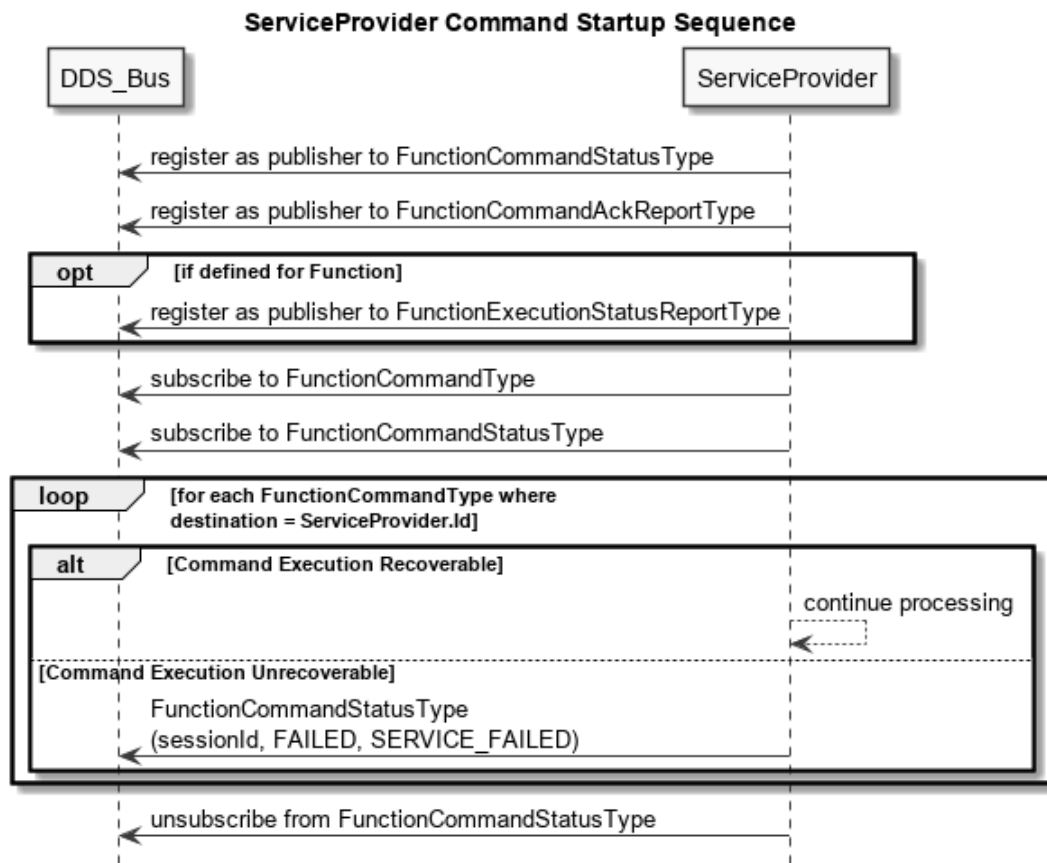 ServiceProvider Command Startup Sequence
DDS_Bus
ServiceProvider
register as publisher to FunctionCommandStatusType
register as publisher to FunctionCommandAckReportType
opt
[if defined for Function]
register as publisher to FunctionExecutionStatusReportType
subscribe to FunctionCommandType
subscribe to FunctionCommandStatusType
loop
[for each FunctionCommandType where
destination = ServiceProvider.Id]
alt
[Command Execution Recoverable]
continue processing
[Command Execution Unrecoverable]
FunctionCommandStatusType
(sessionId, FAILED, SERVICE_FAILED)
unsubscribe from FunctionCommandStatusType